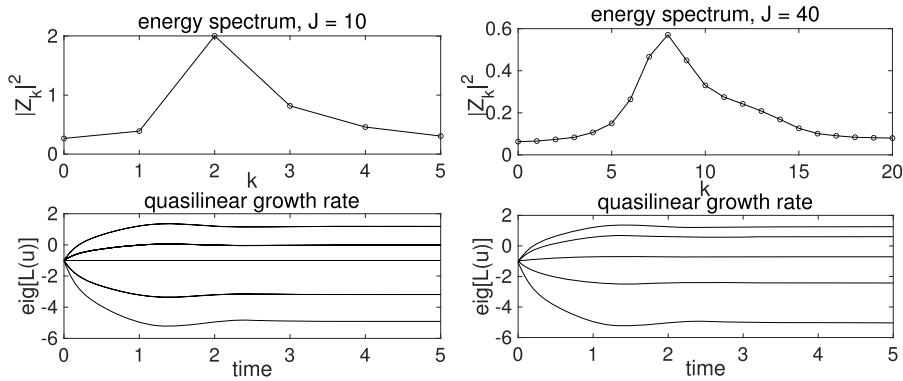 energy spectrum, J = 10
2
1
0
|Z_k|^2
0 1 2 3 4 5
k
energy spectrum, J = 40
0.6
0.4
0.2
0
|Z_k|^2
0 5 10 15 20
k
quasilinear growth rate
2
0
-2
-4
-6
eig[L(u)]
0 1 2 3 4 5
time
quasilinear growth rate
2
0
-2
-4
-6
eig[L(u)]
0 1 2 3 4 5
time